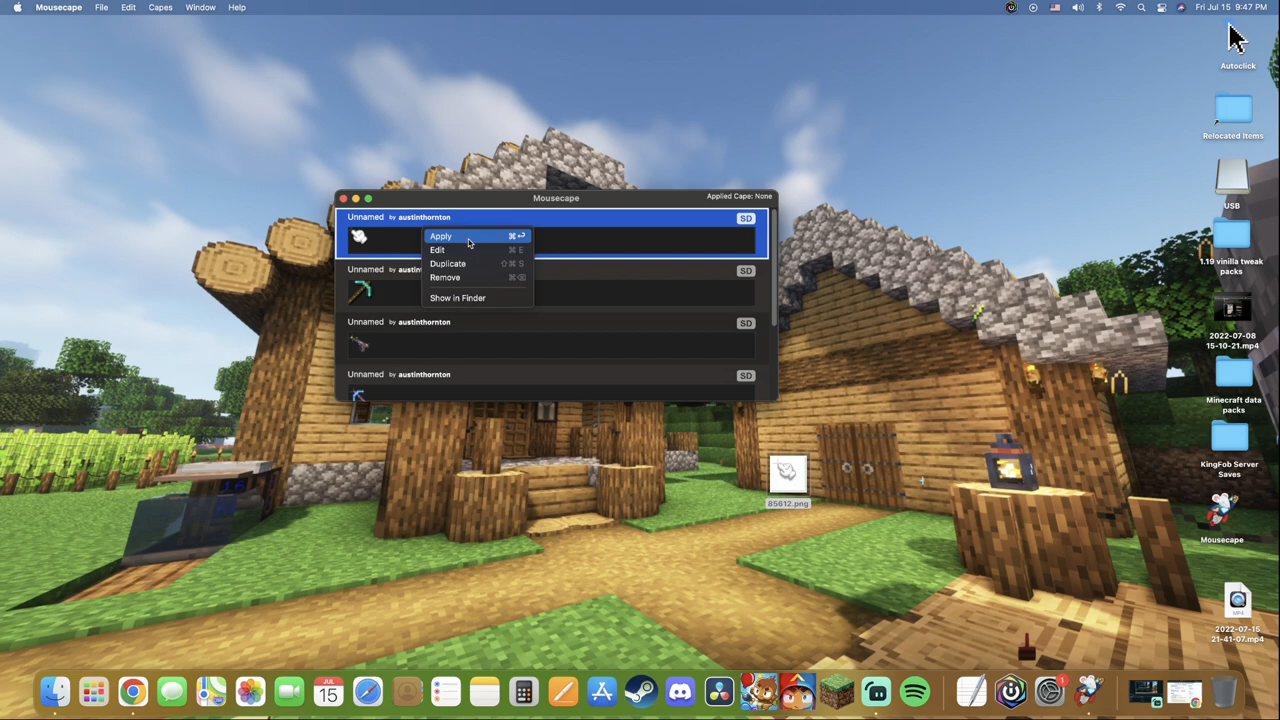 Mousecape File Edit Capes Window Help
Fri Jul 15 9:47 PM
Autoclick
Relocated Items
USB
1.19 vinilla tweak
packs
2022-07-08
15-10-21.mp4
Minecraft data
packs
KingFob Server
Saves
Mousecape
MP4
2022-07-15
21-41-07.mp4
Mousecape
Applied Cape: None
Unnamed by austinthornton
SD
Apply ⌘↩
Edit ⌘ E
Duplicate ⇧⌘ S
Remove ⌘⌫
Show in Finder
Unnamed by austin
SD
Unnamed by austinthornton
SD
Unnamed by austinthornton
SD
85612.png
JUL
15
1